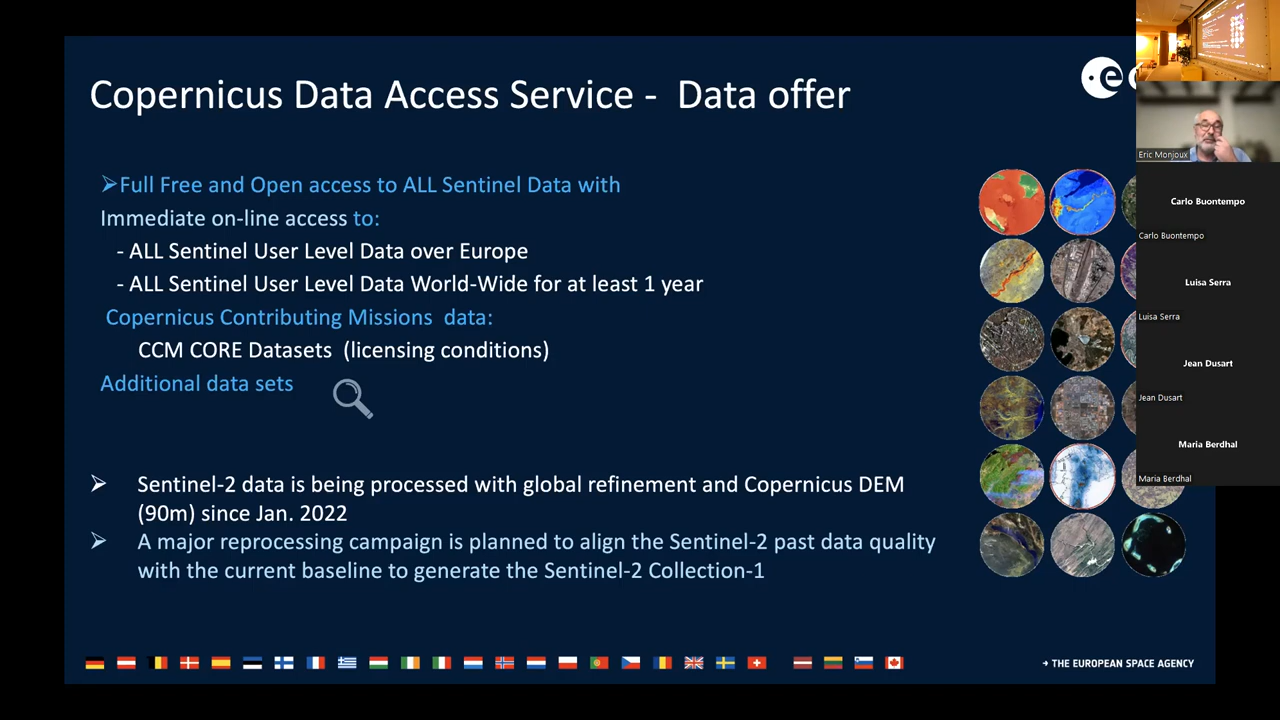 Copernicus Data Access Service - Data offer
➢Full Free and Open access to ALL Sentinel Data with
Immediate on-line access to:
- ALL Sentinel User Level Data over Europe
- ALL Sentinel User Level Data World-Wide for at least 1 year
Copernicus Contributing Missions data:
CCM CORE Datasets (licensing conditions)
Additional data sets
➢ Sentinel-2 data is being processed with global refinement and Copernicus DEM
(90m) since Jan. 2022
➢ A major reprocessing campaign is planned to align the Sentinel-2 past data quality
with the current baseline to generate the Sentinel-2 Collection-1
→ THE EUROPEAN SPACE AGENCY
Eric Monjoux
Carlo Buontempo
Carlo Buontempo
Luisa Serra
Luisa Serra
Jean Dusart
Jean Dusart
Maria Berdhal
Maria Berdhal